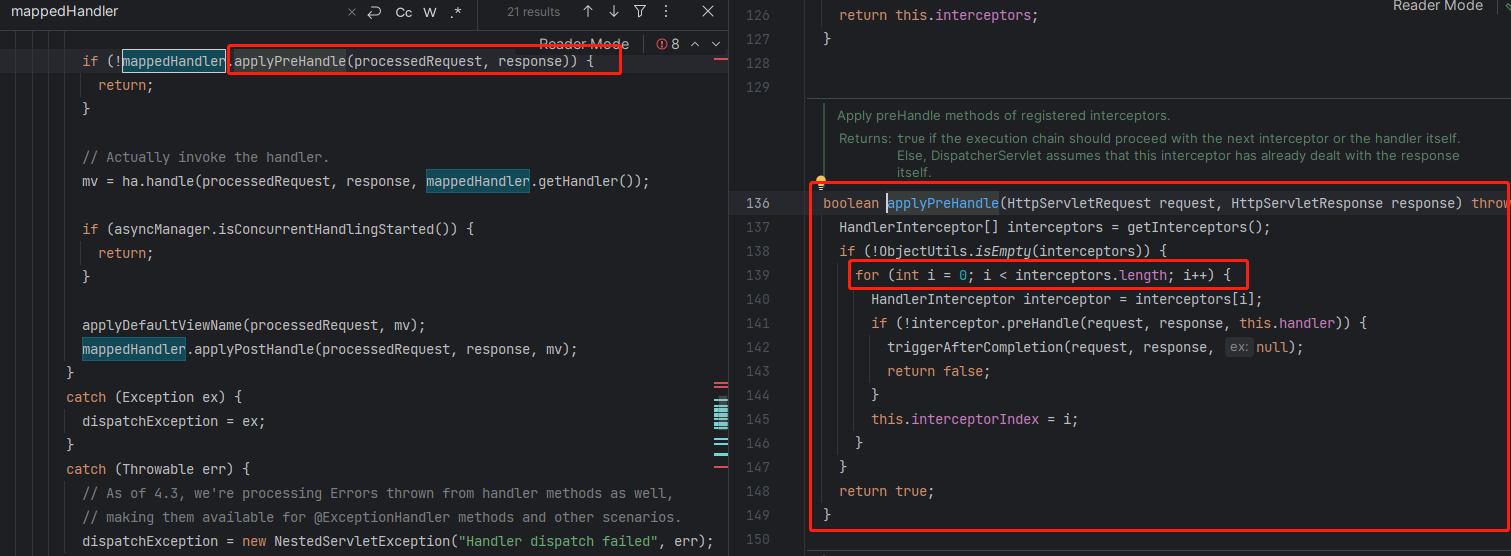 mappedHandler
Cc W .*
21 results
Reader Mode
8
if (!mappedHandler.applyPreHandle(processedRequest, response)) {
return;
}
// Actually invoke the handler.
mv = ha.handle(processedRequest, response, mappedHandler.getHandler());
if (asyncManager.isConcurrentHandlingStarted()) {
return;
}
applyDefaultViewName(processedRequest, mv);
mappedHandler.applyPostHandle(processedRequest, response, mv);
}
catch (Exception ex) {
dispatchException = ex;
}
catch (Throwable err) {
// As of 4.3, we're processing Errors thrown from handler methods as well,
// making them available for @ExceptionHandler methods and other scenarios.
dispatchException = new NestedServletException("Handler dispatch failed", err);
Reader Mode
126 return this.interceptors;
127 }
128
129
Apply preHandle methods of registered interceptors.
Returns: true if the execution chain should proceed with the next interceptor or the handler itself.
Else, DispatcherServlet assumes that this interceptor has already dealt with the response
itself.
136 boolean applyPreHandle(HttpServletRequest request, HttpServletResponse response) throw
137 HandlerInterceptor[] interceptors = getInterceptors();
138 if (!ObjectUtils.isEmpty(interceptors)) {
139 for (int i = 0; i < interceptors.length; i++) {
140 HandlerInterceptor interceptor = interceptors[i];
141 if (!interceptor.preHandle(request, response, this.handler)) {
142 triggerAfterCompletion(request, response, ex: null);
143 return false;
144 }
145 this.interceptorIndex = i;
146 }
147 }
148 return true;
149 }
150